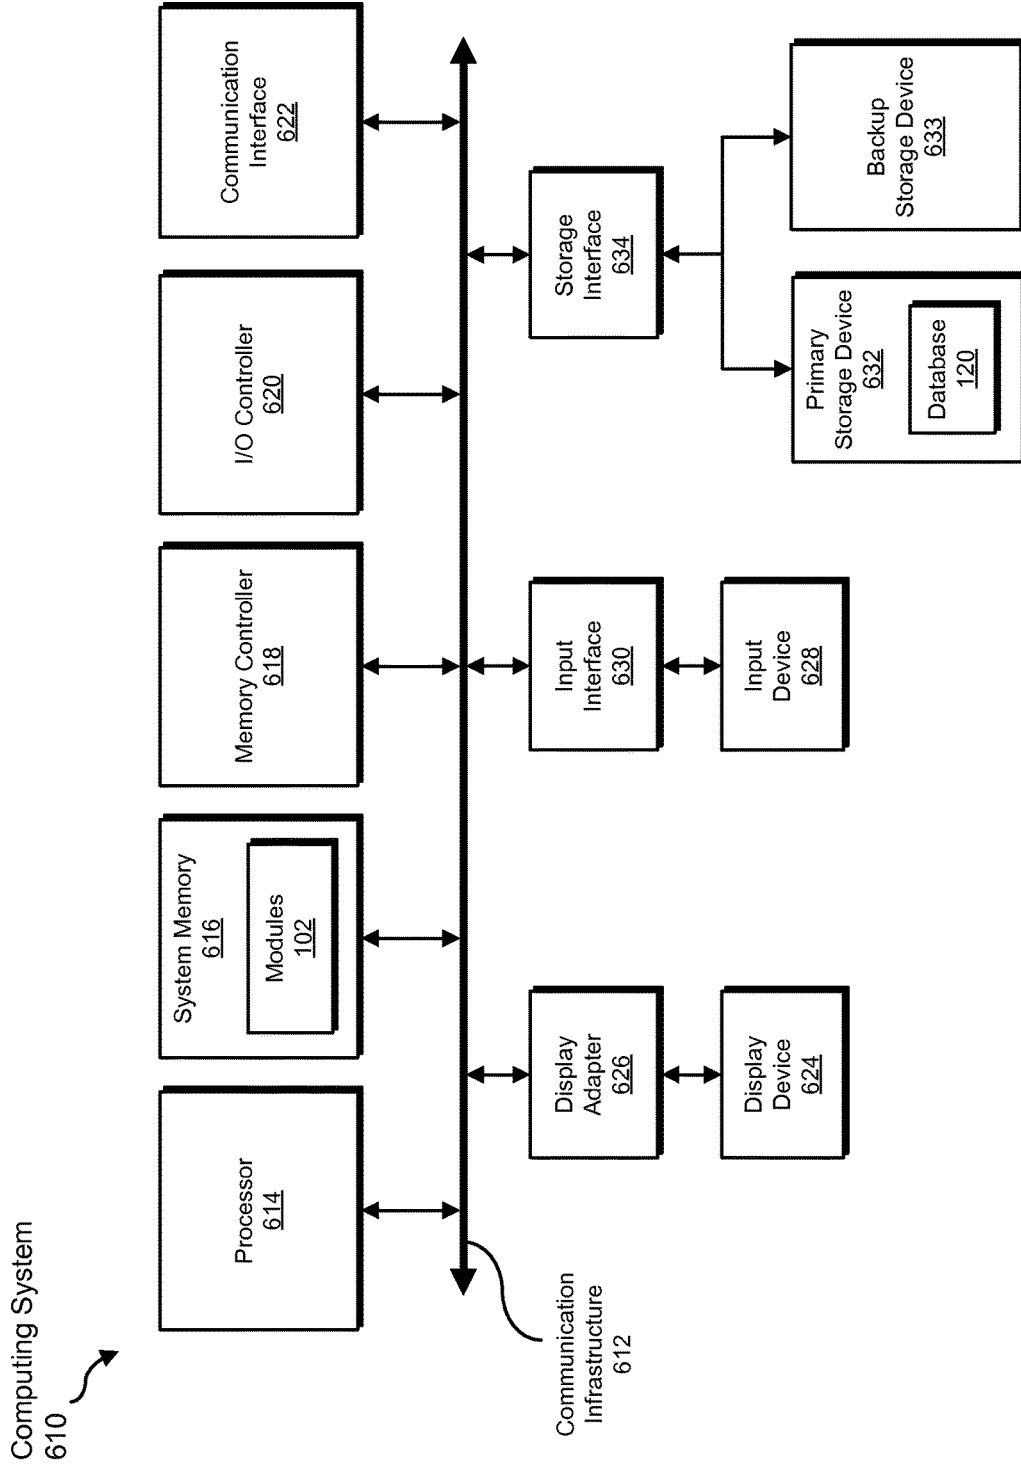 Computing System
610
Processor
614
System Memory
616
Modules
102
Memory Controller
618
I/O Controller
620
Communication
Interface
622
Communication
Infrastructure
612
Display
Adapter
626
Display
Device
624
Input
Interface
630
Input
Device
628
Storage
Interface
634
Primary
Storage Device
632
Database
120
Backup
Storage Device
633